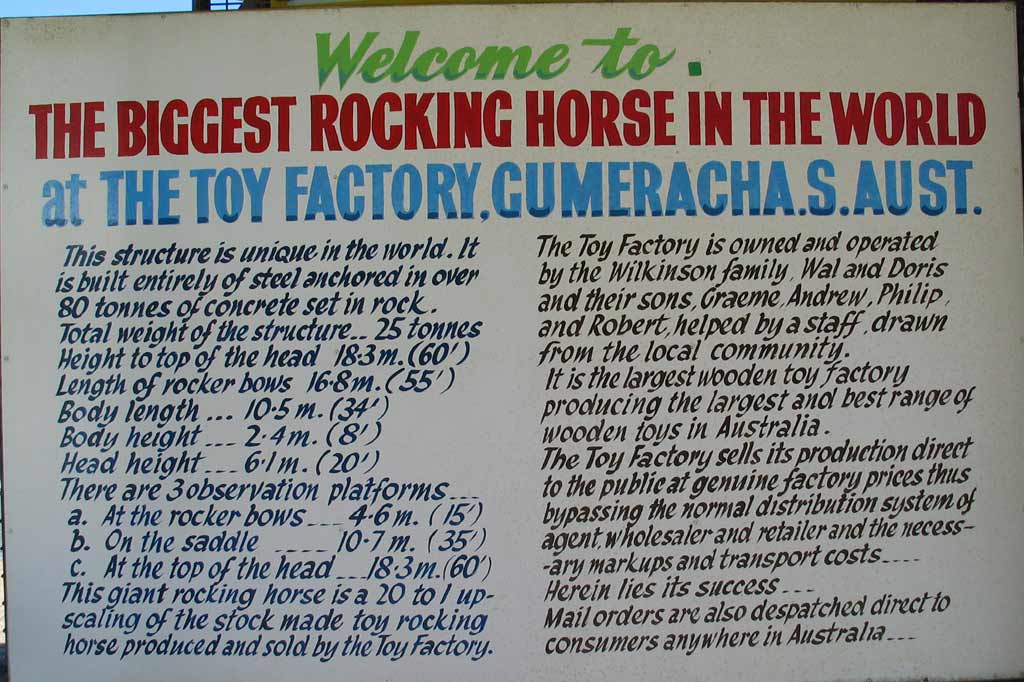 Welcome to.
THE BIGGEST ROCKING HORSE IN THE WORLD
at THE TOY FACTORY, GUMERACHA. S. AUST.
This structure is unique in the world. It
is built entirely of steel anchored in over
80 tonnes of concrete set in rock.
Total weight of the structure.. 25 tonnes
Height to top of the head 18·3m. (60')
Length of rocker bows 16·8m. (55')
Body length ... 10·5 m. (34')
Body height ... 2·4m. (8')
Head height ... 6·1m. (20')
There are 3 observation platforms ...
a. At the rocker bows ... 4·6 m. (15')
b. On the saddle .... 10·7 m. (35')
c. At the top of the head ... 18·3m. (60')
This giant rocking horse is a 20 to 1 up-
scaling of the stock made toy rocking
horse produced and sold by the Toy Factory.
The Toy Factory is owned and operated
by the Wilkinson family, Wal and Doris
and their sons, Graeme, Andrew, Philip,
and Robert, helped by a staff, drawn
from the local community.
It is the largest wooden toy factory
producing the largest and best range of
wooden toys in Australia.
The Toy Factory sells its production direct
to the public at genuine factory prices thus
bypassing the normal distribution system of
agent, wholesaler and retailer and the necess-
-ary markups and transport costs ....
Herein lies its success ...
Mail orders are also despatched direct to
consumers anywhere in Australia ...